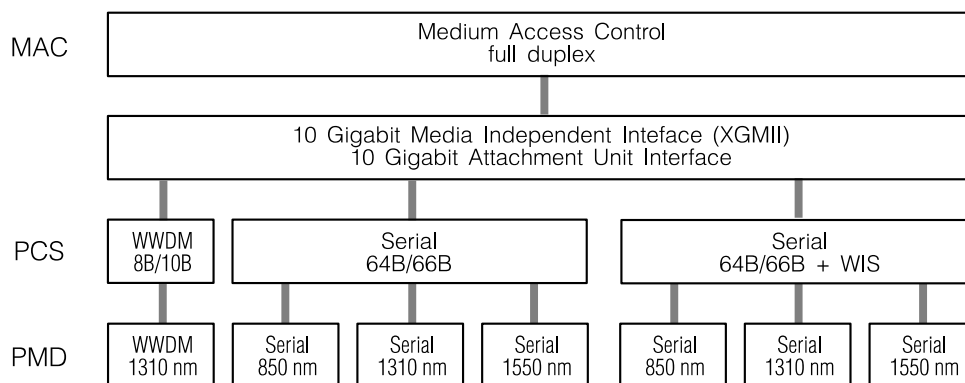 MAC
Medium Access Control
full duplex
10 Gigabit Media Independent Inteface (XGMII)
10 Gigabit Attachment Unit Interface
PCS
WWDM
8B/10B
Serial
64B/66B
Serial
64B/66B + WIS
PMD
WWDM
1310 nm
Serial
850 nm
Serial
1310 nm
Serial
1550 nm
Serial
850 nm
Serial
1310 nm
Serial
1550 nm